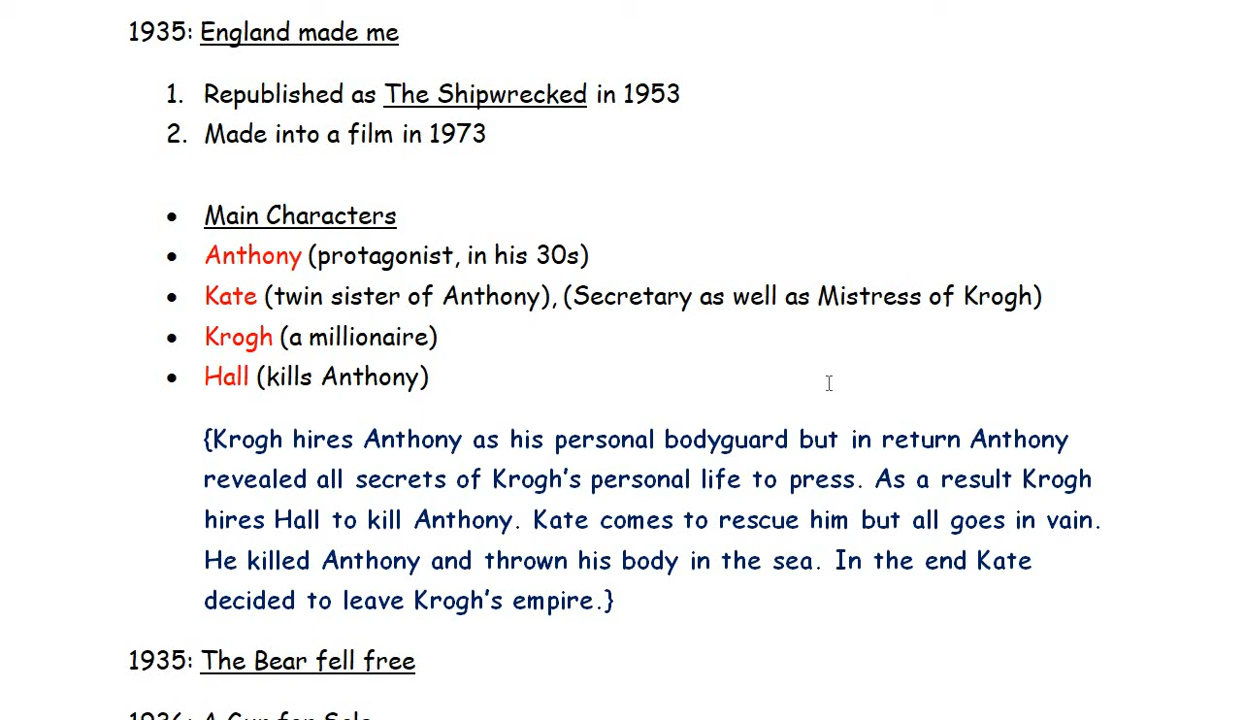 1935: England made me
1. Republished as The Shipwrecked in 1953
2. Made into a film in 1973
• Main Characters
• Anthony (protagonist, in his 30s)
• Kate (twin sister of Anthony), (Secretary as well as Mistress of Krogh)
• Krogh (a millionaire)
• Hall (kills Anthony)
{Krogh hires Anthony as his personal bodyguard but in return Anthony
revealed all secrets of Krogh's personal life to press. As a result Krogh
hires Hall to kill Anthony. Kate comes to rescue him but all goes in vain.
He killed Anthony and thrown his body in the sea. In the end Kate
decided to leave Krogh's empire.}
1935: The Bear fell free
1936: A Gun for Sale